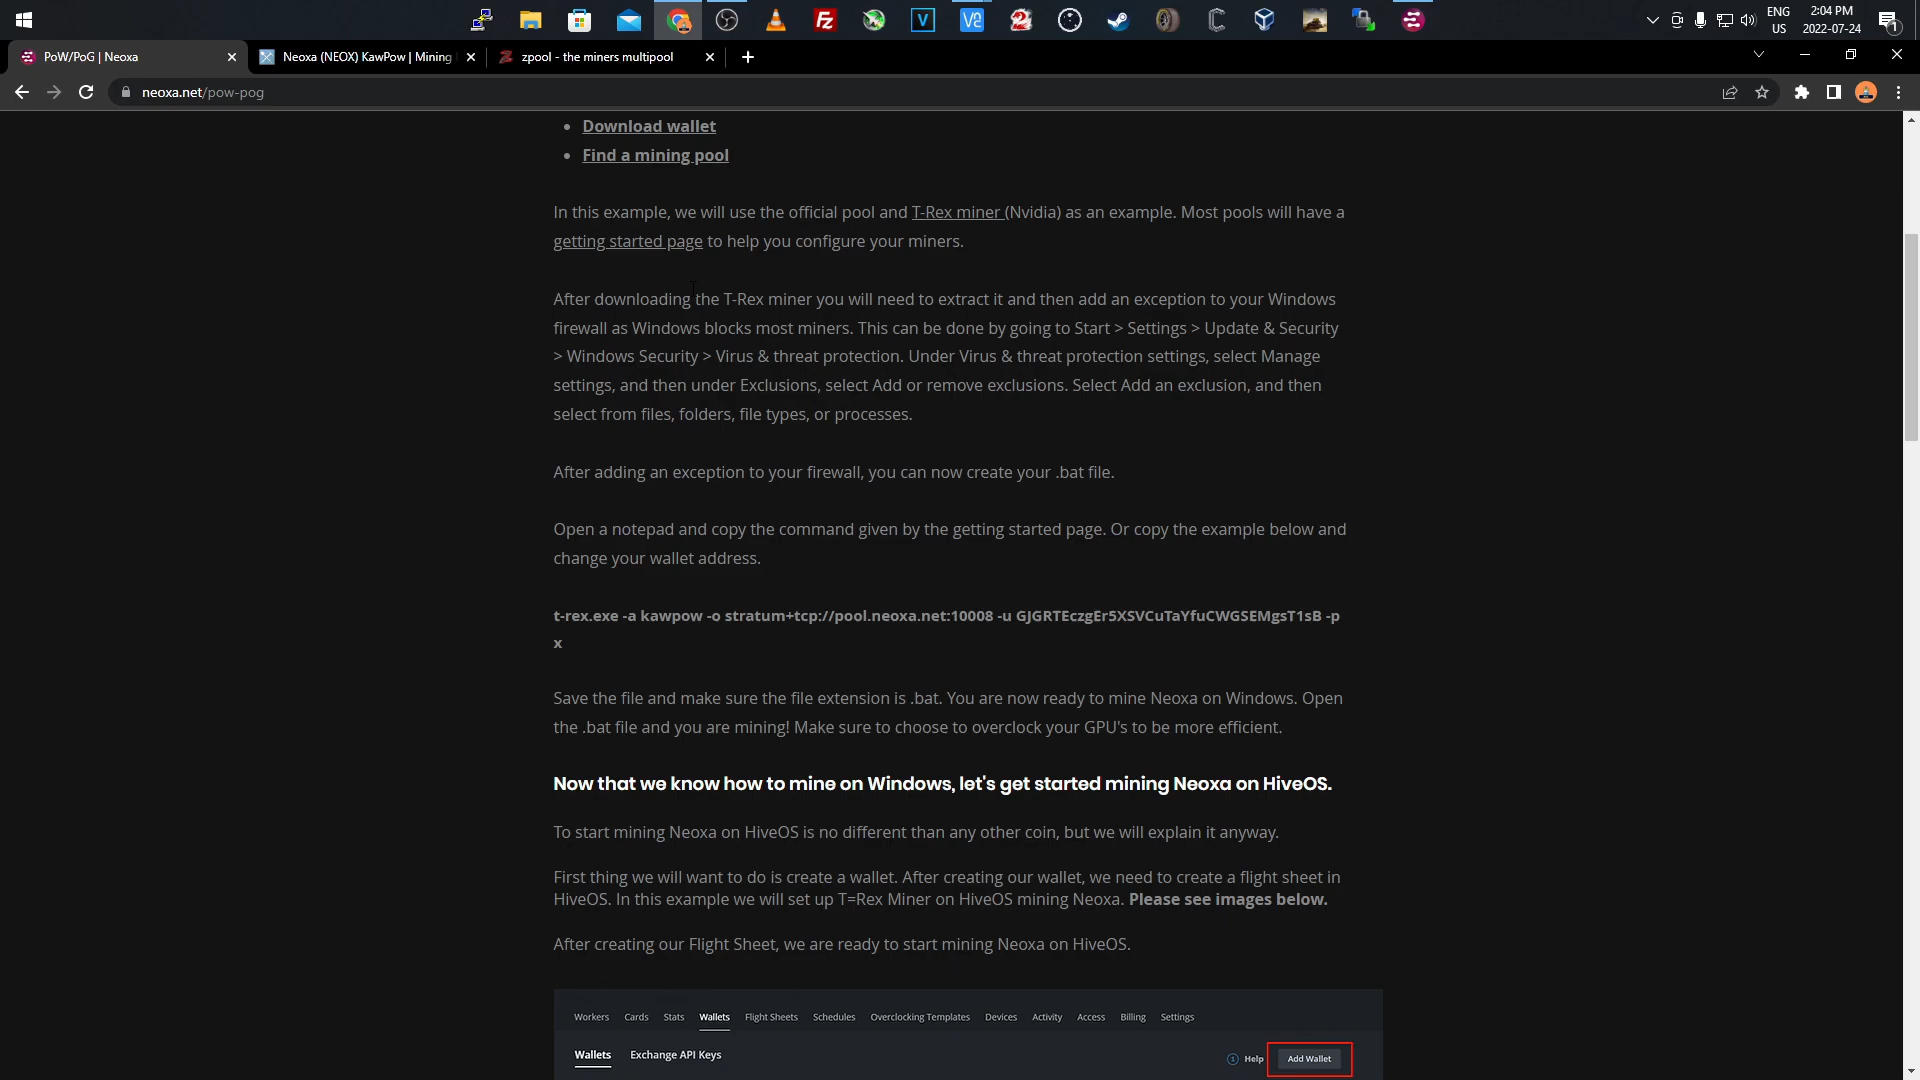 ENG
US
2:04 PM
2022-07-24
1
PoW/PoG | Neoxa
Neoxa (NEOX) KawPow | Mining
zpool - the miners multipool
neoxa.net/pow-pog
Download wallet
Find a mining pool
In this example, we will use the official pool and T-Rex miner (Nvidia) as an example. Most pools will have a
getting started page to help you configure your miners.
After downloading the T-Rex miner you will need to extract it and then add an exception to your Windows
firewall as Windows blocks most miners. This can be done by going to Start > Settings > Update & Security
> Windows Security > Virus & threat protection. Under Virus & threat protection settings, select Manage
settings, and then under Exclusions, select Add or remove exclusions. Select Add an exclusion, and then
select from files, folders, file types, or processes.
After adding an exception to your firewall, you can now create your .bat file.
Open a notepad and copy the command given by the getting started page. Or copy the example below and
change your wallet address.
t-rex.exe -a kawpow -o stratum+tcp://pool.neoxa.net:10008 -u GJGRTEczgEr5XSVCuTaYfuCWGSEMgsT1sB -p
x
Save the file and make sure the file extension is .bat. You are now ready to mine Neoxa on Windows. Open
the .bat file and you are mining! Make sure to choose to overclock your GPU's to be more efficient.
Now that we know how to mine on Windows, let's get started mining Neoxa on HiveOS.
To start mining Neoxa on HiveOS is no different than any other coin, but we will explain it anyway.
First thing we will want to do is create a wallet. After creating our wallet, we need to create a flight sheet in
HiveOS. In this example we will set up T=Rex Miner on HiveOS mining Neoxa. Please see images below.
After creating our Flight Sheet, we are ready to start mining Neoxa on HiveOS.
Workers Cards Stats Wallets Flight Sheets Schedules Overclocking Templates Devices Activity Access Billing Settings
Wallets Exchange API Keys Help Add Wallet